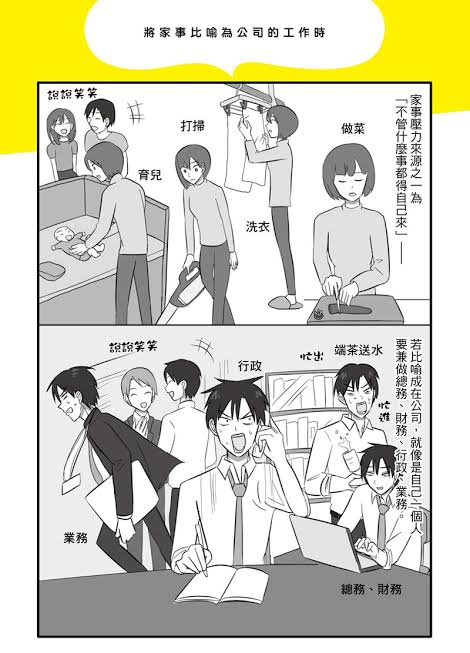 將家事比喻為公司的工作時
家事壓力來源之一為
「不管什麼事都得自己來」——
說說笑笑
打掃
做菜
育兒
洗衣
若比喻成在公司，就像是自己一個人
要兼做總務、財務、行政、業務。
說說笑笑
行政
忙出
端茶送水
忙進
業務
總務、財務